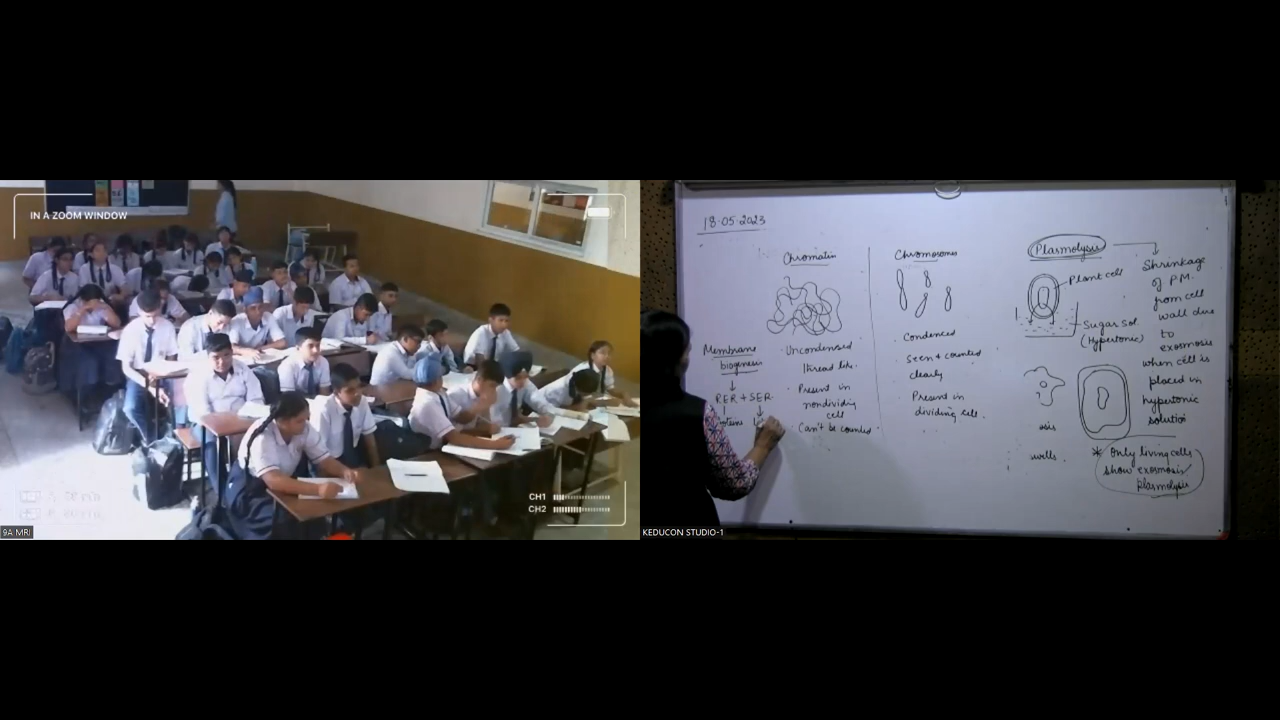 IN A ZOOM WINDOW
CH1
CH2
9A MRI
18.05.2023
Chromatin
Uncondensed
thread like
Present in
nondividing
cell
Can't be counted
Chromosomes
Condensed
Seen & counted
clearly
Present in
dividing cell.
Membrane
biogenesis
RER + SER
Plasmolysis
Plant cell
Sugar Sol
(Hypertonic)
Shrinkage
of P.M.
from cell
wall due
to
exosmosis
when cell is
placed in
hypertonic
solution
* Only living cells
show exosmosis
plasmolysis
KEDUCON STUDIO-1